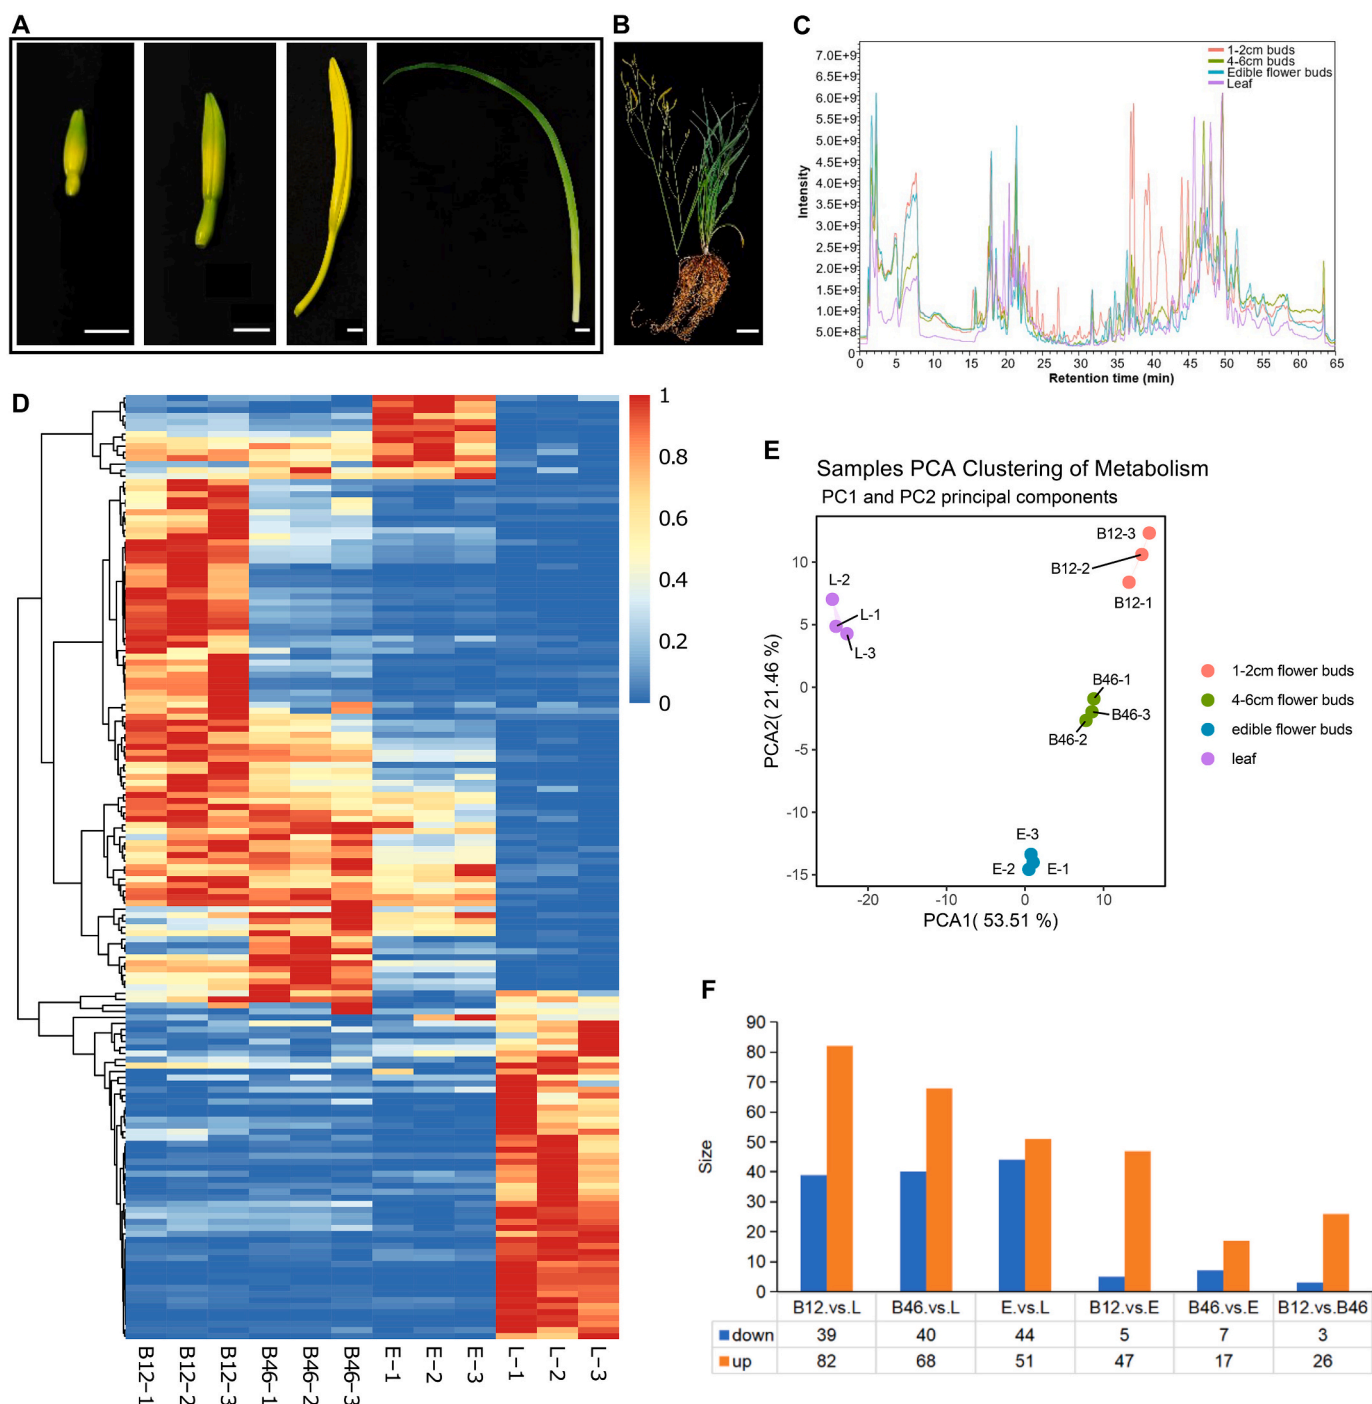 A
B
C
7.0E+9
6.5E+9
6.0E+9
5.5E+9
5.0E+9
4.5E+9
4.0E+9
3.5E+9
3.0E+9
2.5E+9
2.0E+9
1.5E+9
1.0E+9
5.0E+8
0
Intensity
1-2cm buds
4-6cm buds
Edible flower buds
Leaf
0 5 10 15 20 25 30 35 40 45 50 55 60 65
Retention time (min)
D
1
0.8
0.6
0.4
0.2
0
B12-1 B12-2 B12-3 B46-1 B46-2 B46-3 E-1 E-2 E-3 L-1 L-2 L-3
E
Samples PCA Clustering of Metabolism
PC1 and PC2 principal components
PCA2( 21.46 %)
10
5
0
-5
-10
-15
B12-3
B12-2
B12-1
L-2
L-1
L-3
B46-1
B46-3
B46-2
E-3
E-2 E-1
-20 -10 0 10
PCA1( 53.51 %)
1-2cm flower buds
4-6cm flower buds
edible flower buds
leaf
F
Size
90
80
70
60
50
40
30
20
10
0
B12.vs.L B46.vs.L E.vs.L B12.vs.E B46.vs.E B12.vs.B46
down 39 40 44 5 7 3
up 82 68 51 47 17 26